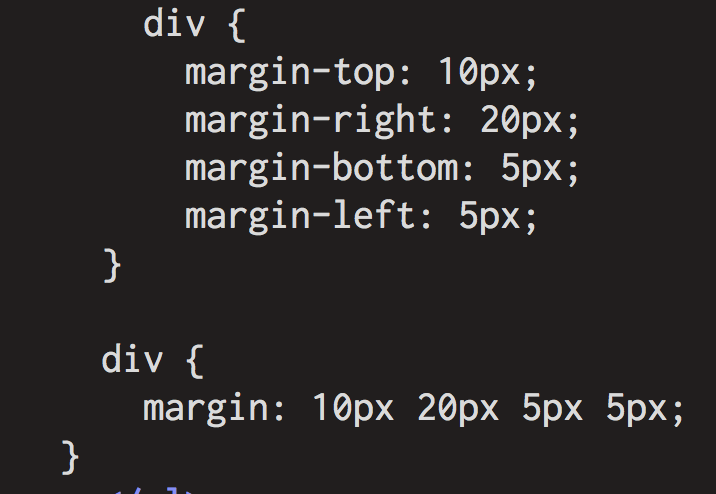 div {
margin-top: 10px;
margin-right: 20px;
margin-bottom: 5px;
margin-left: 5px;
}
div {
margin: 10px 20px 5px 5px;
}